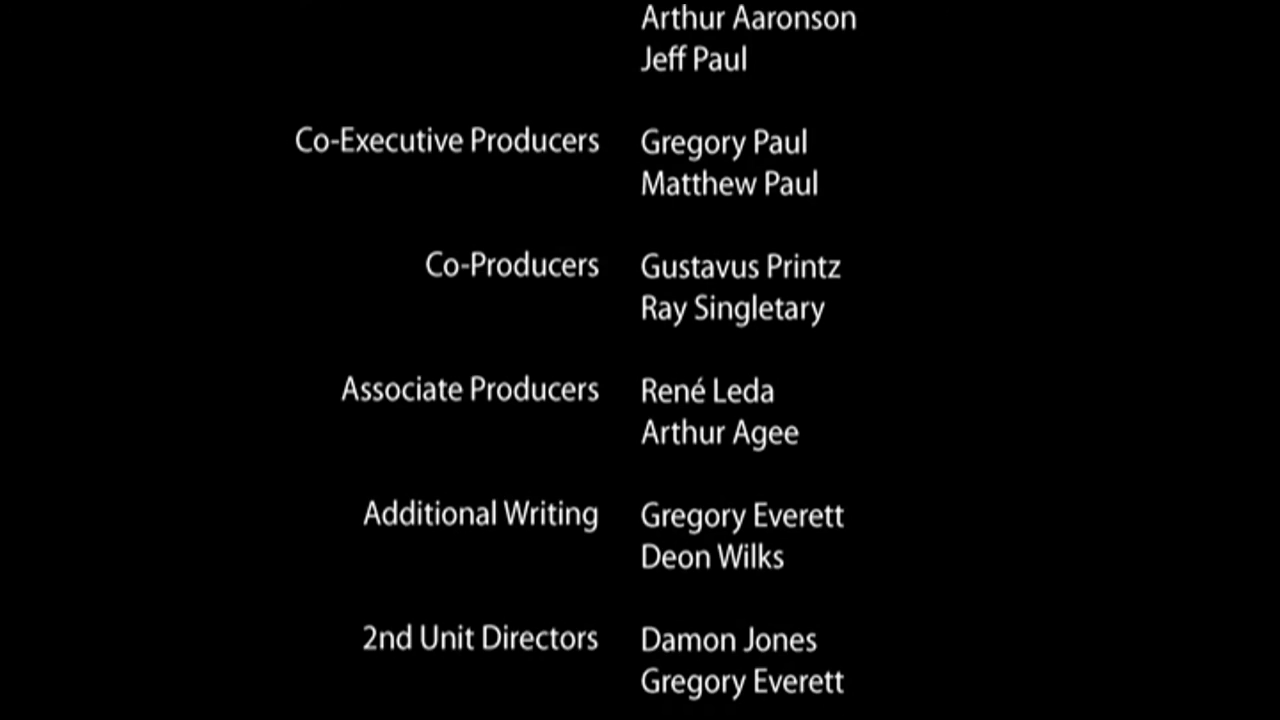 Arthur Aaronson
Jeff Paul
Co-Executive Producers Gregory Paul
Matthew Paul
Co-Producers Gustavus Printz
Ray Singletary
Associate Producers René Leda
Arthur Agee
Additional Writing Gregory Everett
Deon Wilks
2nd Unit Directors Damon Jones
Gregory Everett